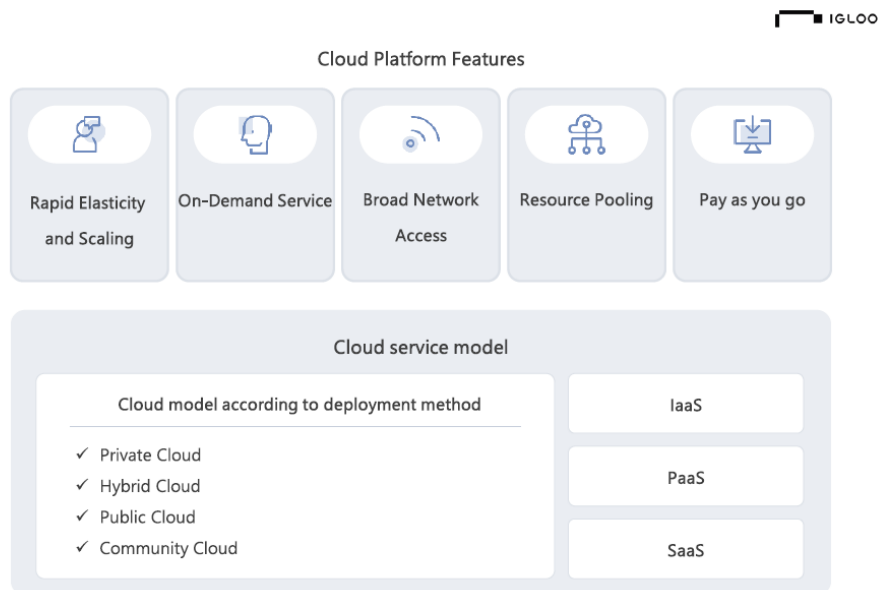 IGLOO
Cloud Platform Features
Rapid Elasticity
and Scaling
On-Demand Service
Broad Network
Access
Resource Pooling
Pay as you go
Cloud service model
Cloud model according to deployment method
✓ Private Cloud
✓ Hybrid Cloud
✓ Public Cloud
✓ Community Cloud
IaaS
PaaS
SaaS